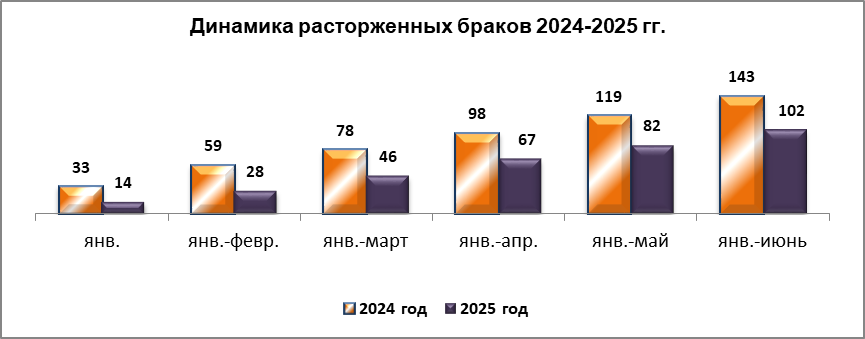 Динамика расторженных браков 2024-2025 гг.
33 14 59 28 78 46 98 67 119 82 143 102
янв. янв.-февр. янв.-март янв.-апр. янв.-май янв.-июнь
2024 год 2025 год